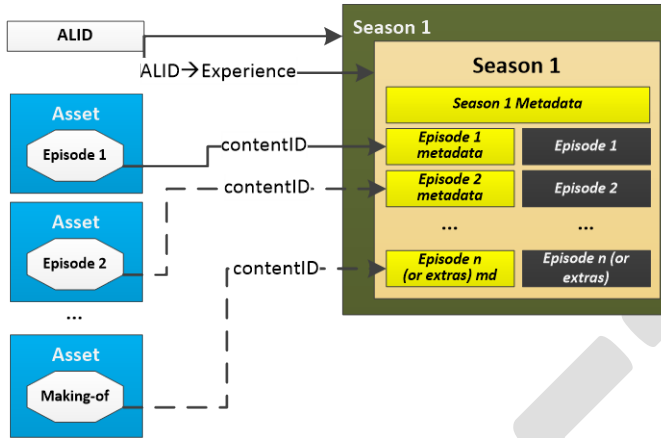 ALID
ALID→Experience
Asset
Episode 1
contentID
Asset
Episode 2
contentID
...
Asset
Making-of
contentID
Season 1
Season 1
Season 1 Metadata
Episode 1
metadata
Episode 1
Episode 2
metadata
Episode 2
...
...
Episode n
(or extras) md
Episode n (or
extras)